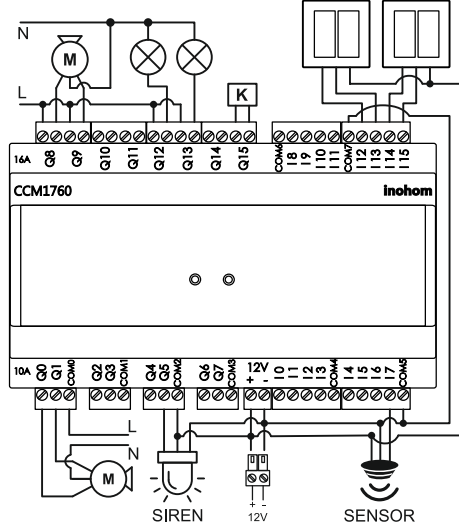 N
M
L
K
16A Q8 Q9 Q10 Q11 Q12 Q13 Q14 Q15 COM6 I8 I9 I10 I11 COM7 I12 I13 I14 I15
CCM1760 inohom
10A Q0 Q1 COM0 Q2 Q3 COM1 Q4 Q5 COM2 Q6 Q7 COM3 12V + - I0 I1 I2 I3 COM4 I4 I5 I6 I7 COM5
L
N
M
+ -
SIREN 12V SENSOR